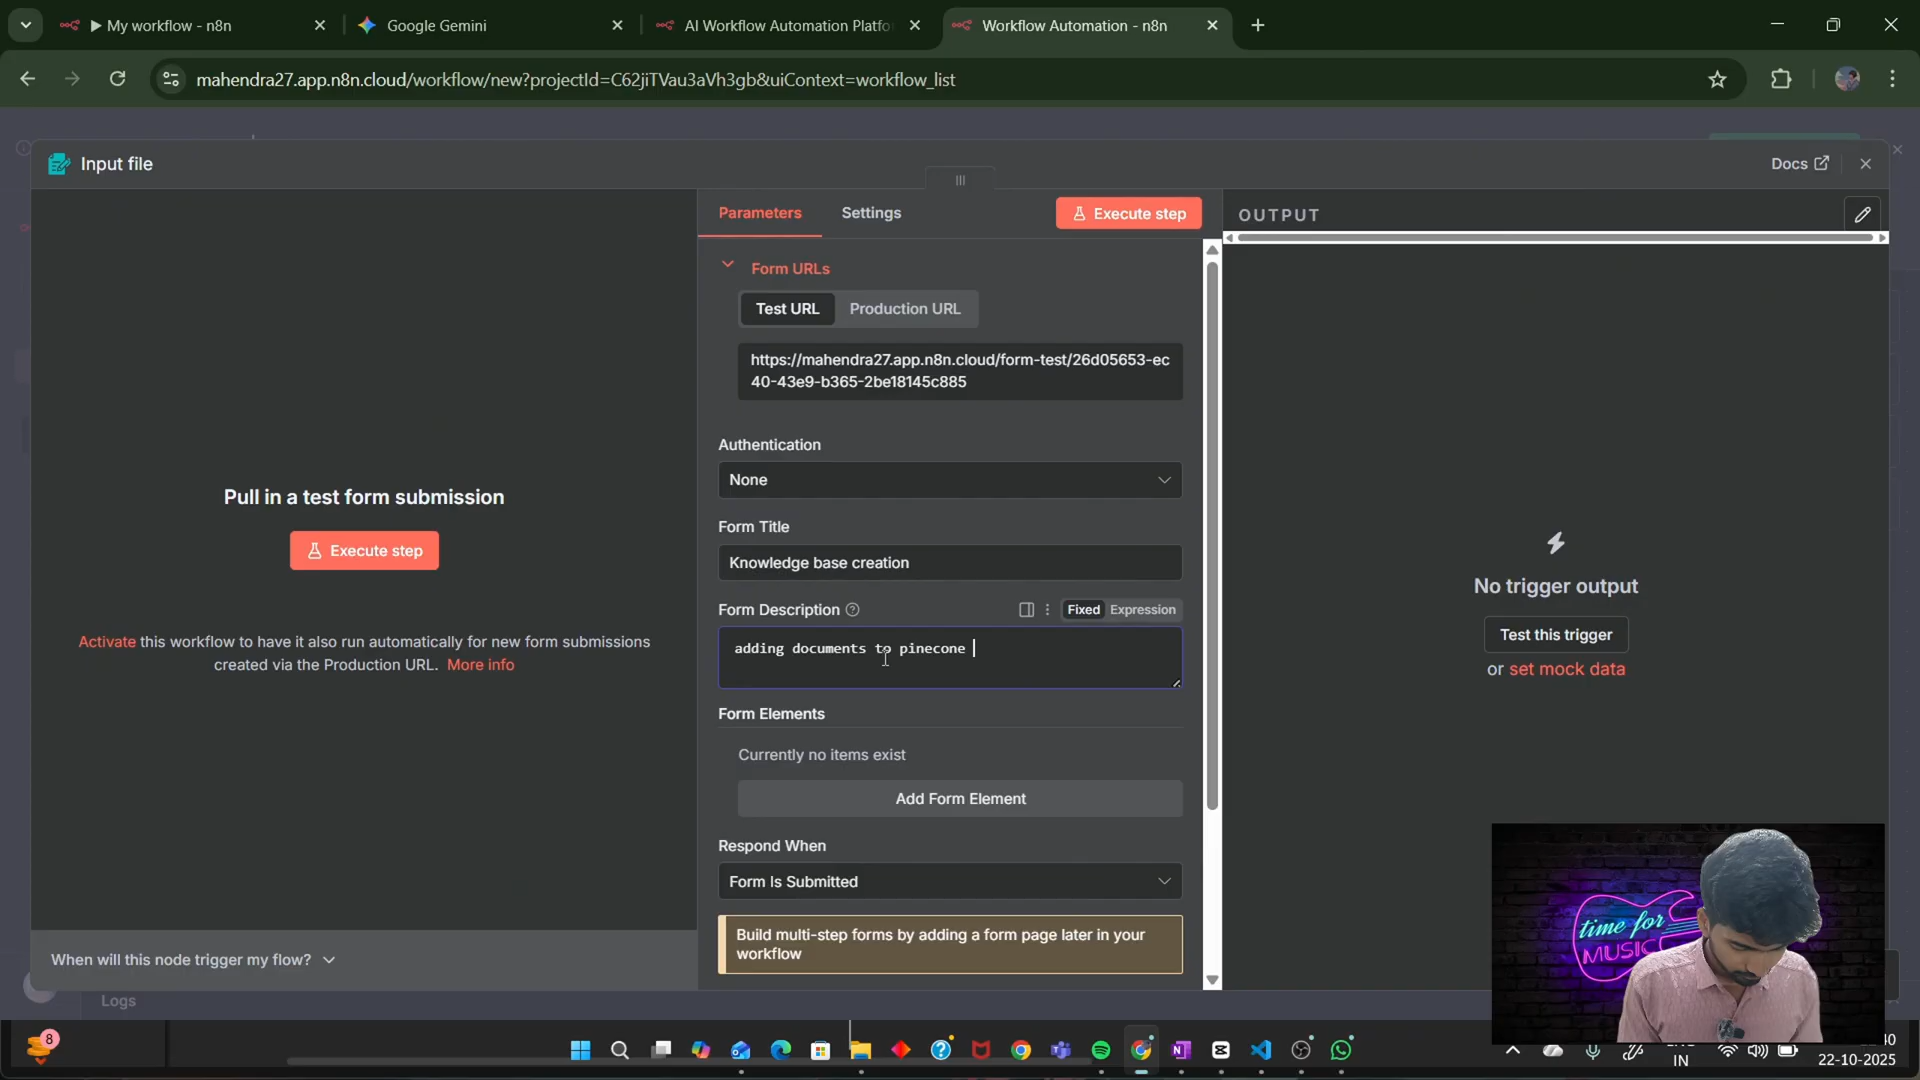 My workflow - n8n
Google Gemini
AI Workflow Automation Platfo
Workflow Automation - n8n
mahendra27.app.n8n.cloud/workflow/new?projectId=C62jiTVau3aVh3gb&uiContext=workflow_list
Input file
Docs
Parameters
Settings
Execute step
OUTPUT
Form URLs
Test URL
Production URL
https://mahendra27.app.n8n.cloud/form-test/26d05653-ec
40-43e9-b365-2be18145c885
Authentication
None
Pull in a test form submission
Execute step
Form Title
Knowledge base creation
Activate this workflow to have it also run automatically for new form submissions
created via the Production URL. More info
Form Description
Fixed
Expression
adding documents to pinecone
No trigger output
Test this trigger
or set mock data
Form Elements
Currently no items exist
Add Form Element
Respond When
Form Is Submitted
Build multi-step forms by adding a form page later in your
workflow
When will this node trigger my flow?
Logs
time for
MUSIC
8
IN
40
22-10-2025